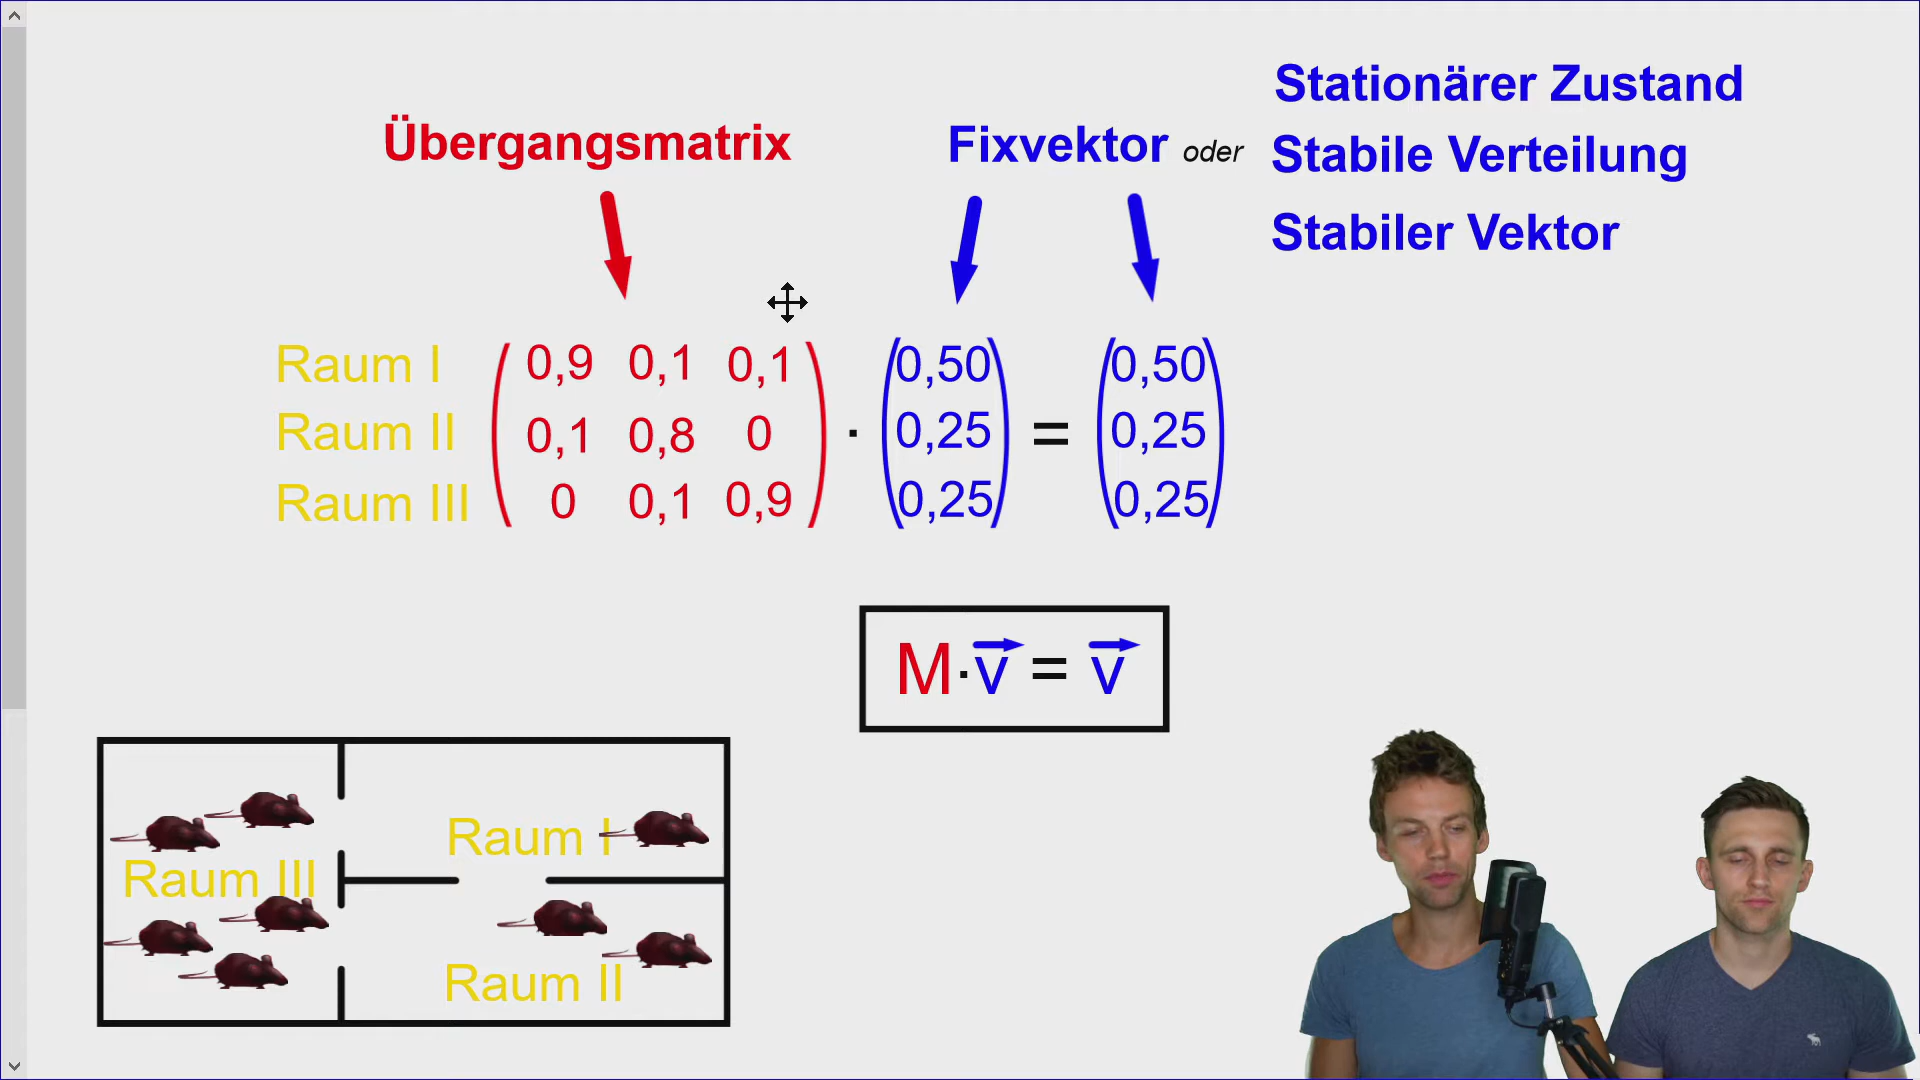 Stationärer Zustand
Übergangsmatrix
Fixvektor oder Stabile Verteilung
Stabiler Vektor
Raum I 0,9 0,1 0,1 0,50 0,50
Raum II 0,1 0,8 0 · 0,25 = 0,25
Raum III 0 0,1 0,9 0,25 0,25
M·v = v
Raum I
Raum III
Raum II